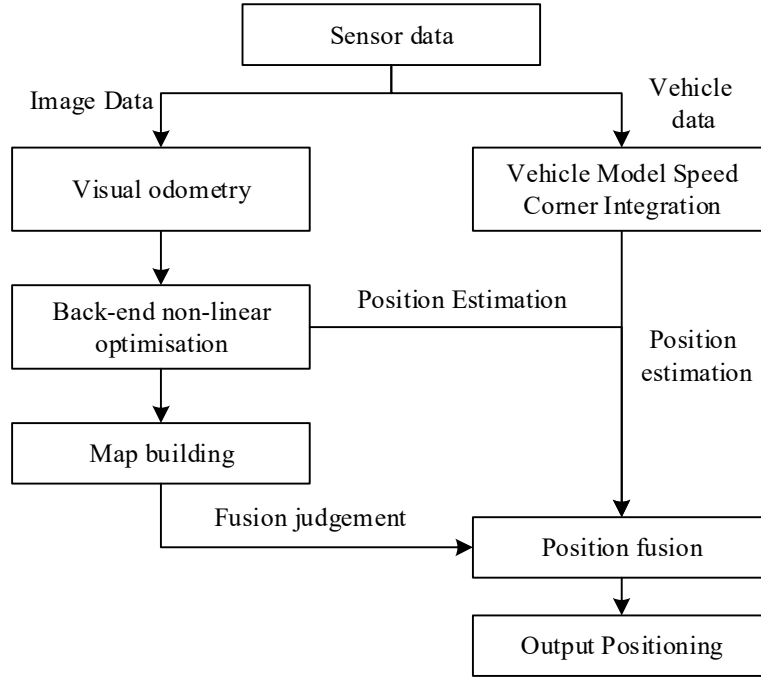 Sensor data
Image Data
Vehicle
data
Visual odometry
Vehicle Model Speed
Corner Integration
Back-end non-linear
optimisation
Position Estimation
Position
estimation
Map building
Fusion judgement
Position fusion
Output Positioning